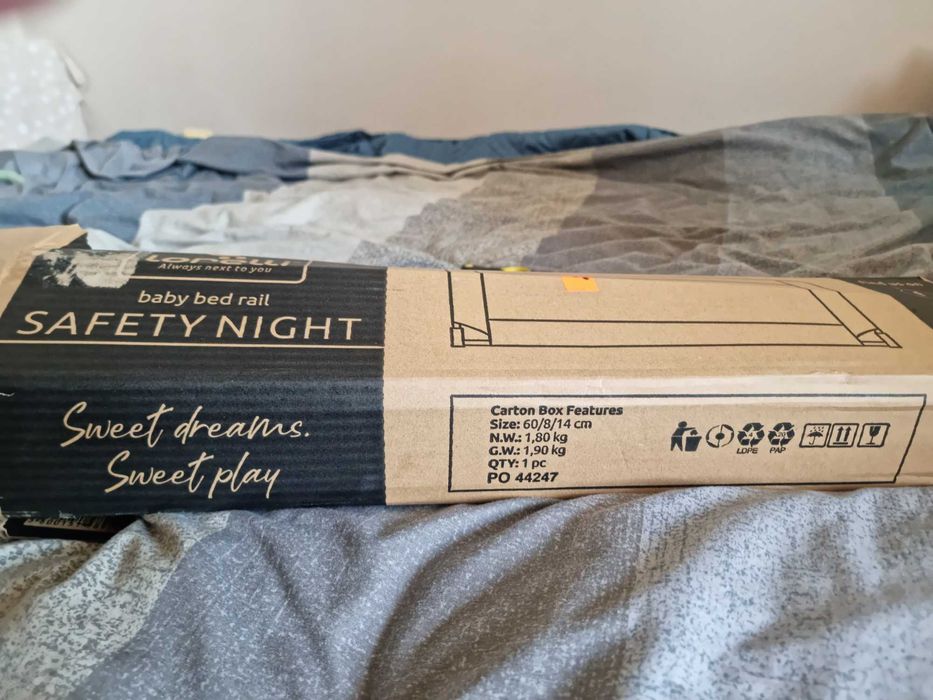 Lorelli
Always next to you
baby bed rail
SAFETY NIGHT
Sweet dreams.
Sweet play
Carton Box Features
Size: 60/8/14 cm
N.W.: 1,80 kg
G.W.: 1,90 kg
QTY: 1 pc
PO 44247
LDPE PAP